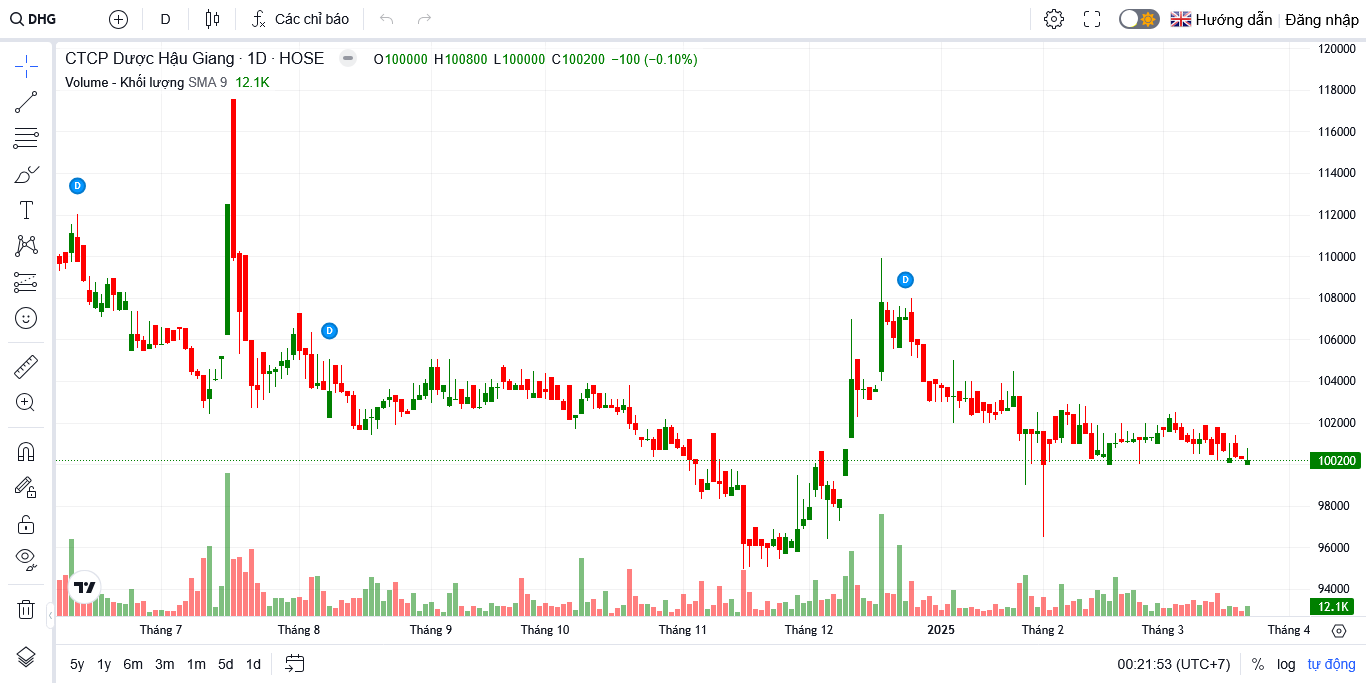 DHG
D
Các chỉ báo
Hướng dẫn
Đăng nhập
CTCP Dược Hậu Giang · 1D · HOSE
O100000 H100800 L100000 C100200 −100 (−0.10%)
Volume - Khối lượng SMA 9 12.1K
D
D
D
120000
118000
116000
114000
112000
110000
108000
106000
104000
102000
100200
98000
96000
94000
12.1K
Tháng 7 Tháng 8 Tháng 9 Tháng 10 Tháng 11 Tháng 12 2025 Tháng 2 Tháng 3 Tháng 4
5y 1y 6m 3m 1m 5d 1d
00:21:53 (UTC+7) % log tự động